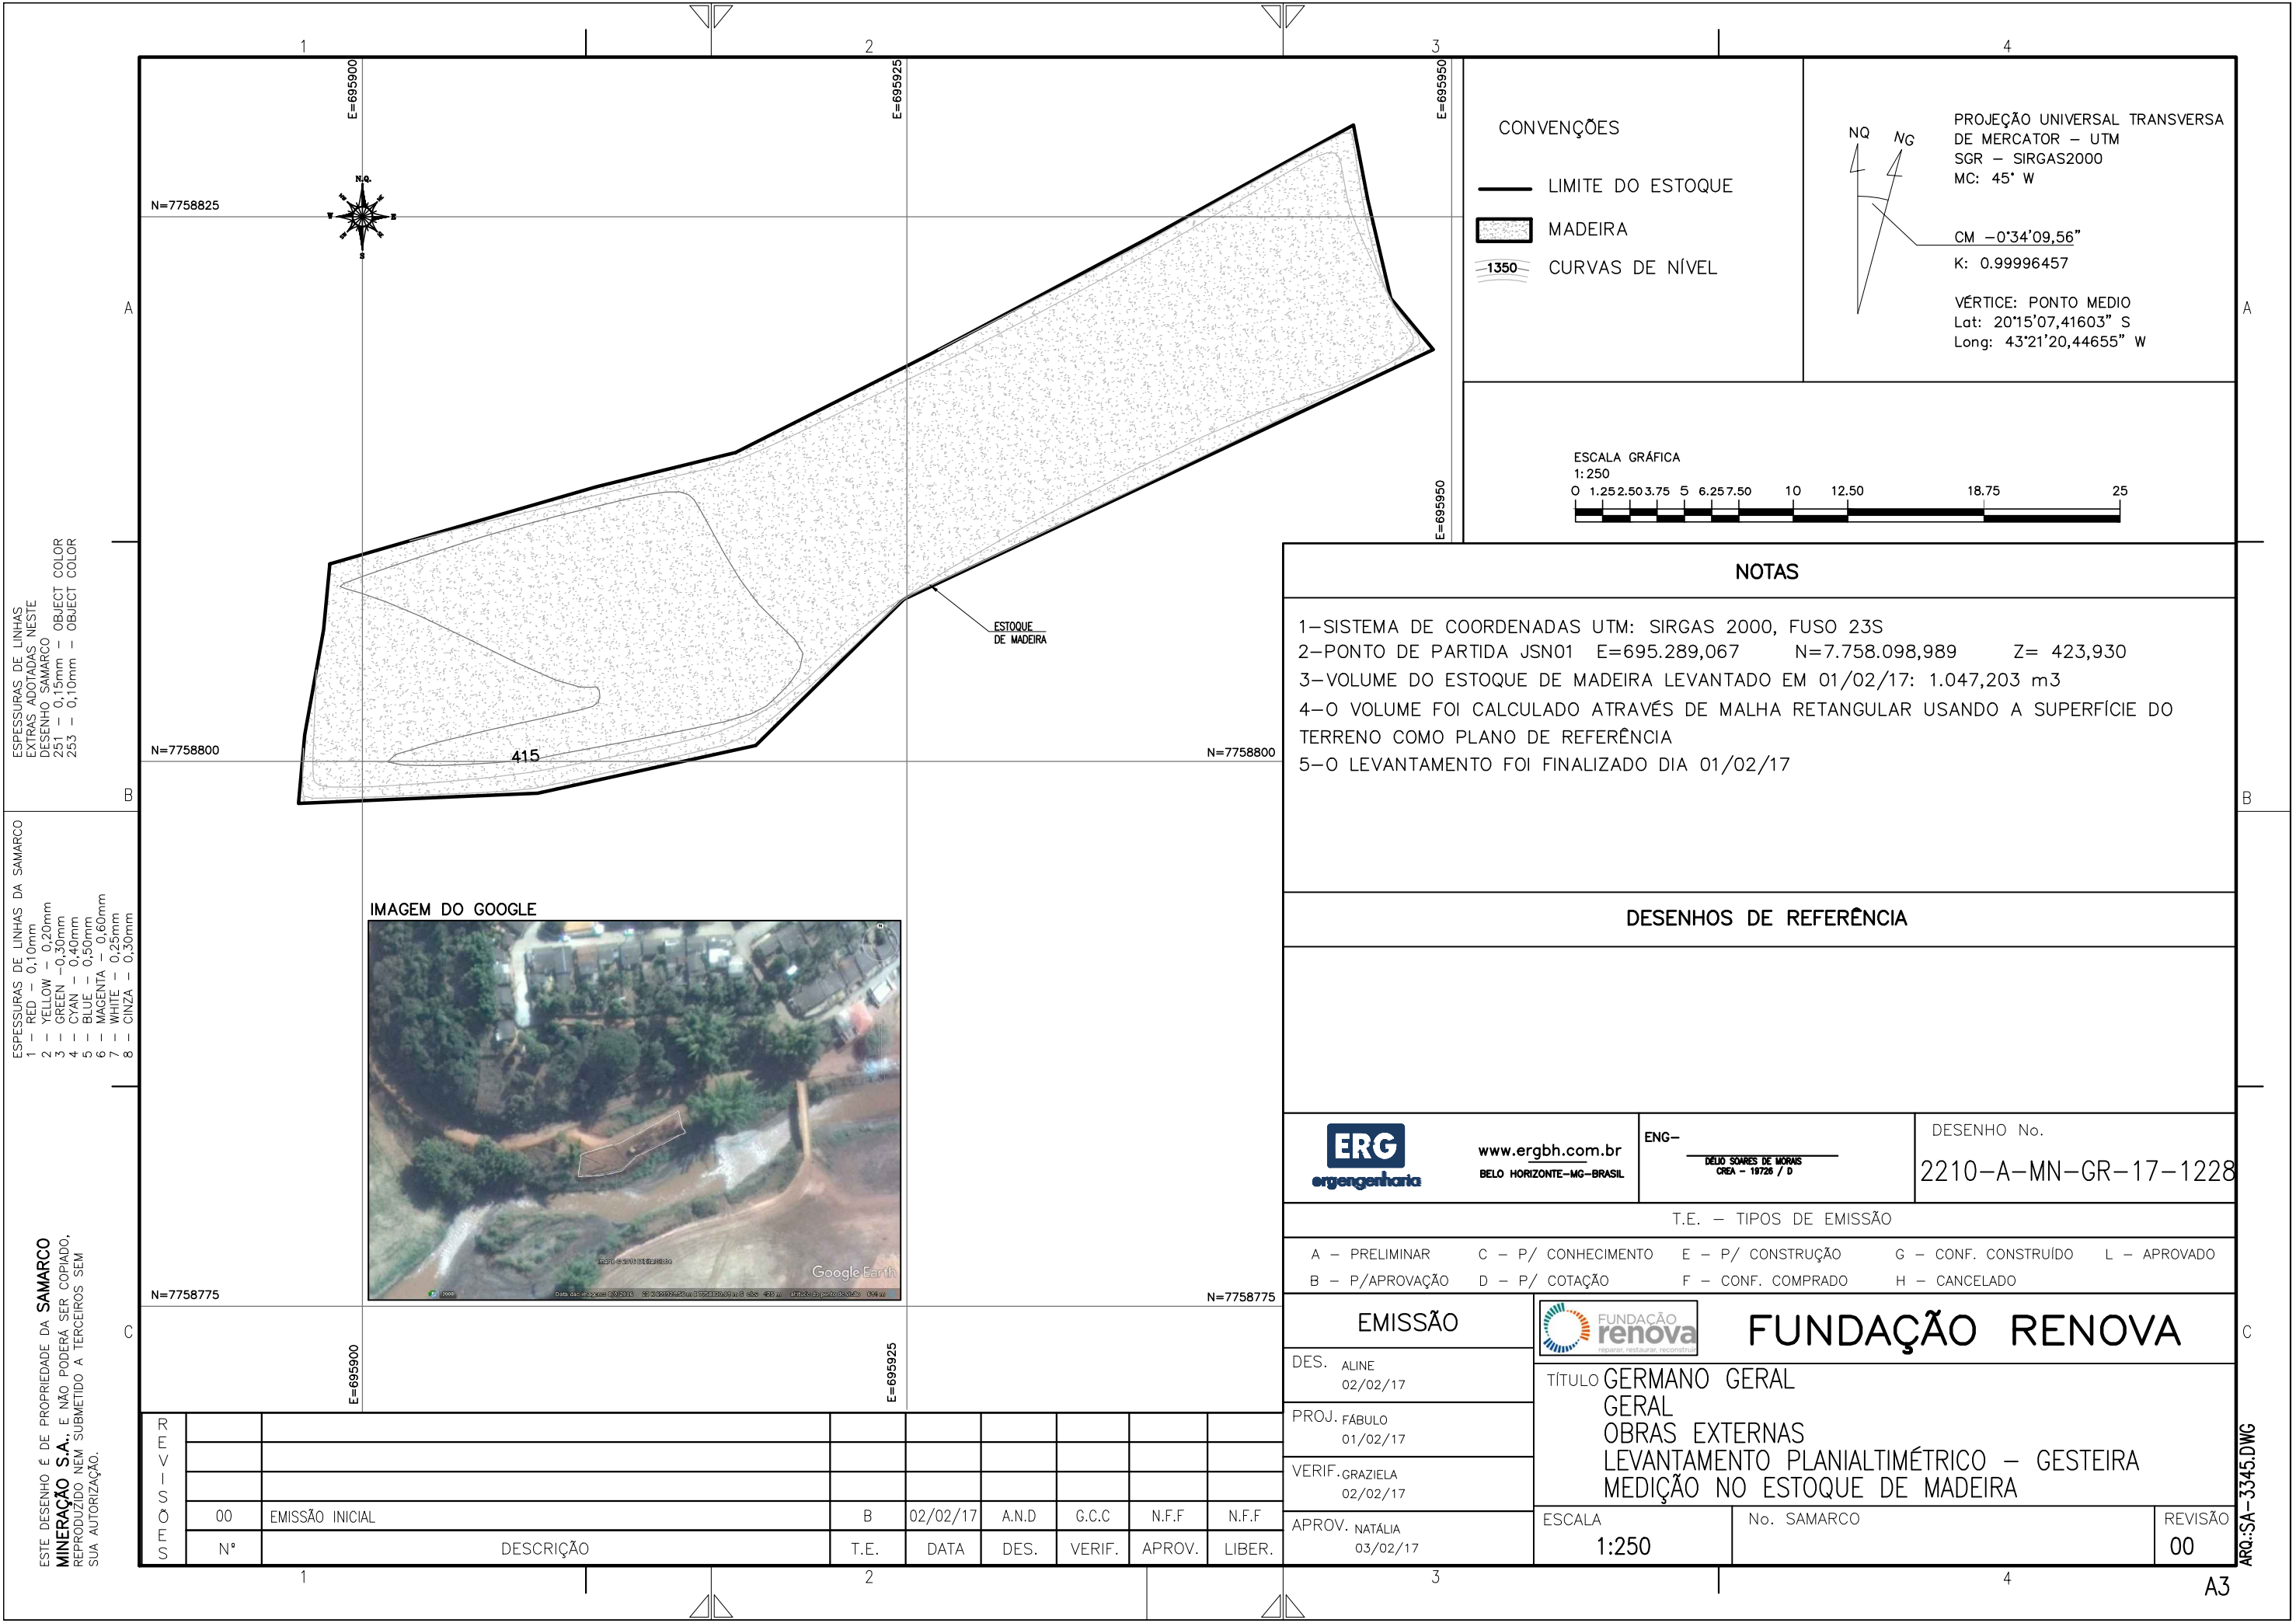 1
2
3
4
E=695900
E=695925
E=695950
N=7758825
N.Q.
W
E
S
CONVENÇÕES
LIMITE DO ESTOQUE
MADEIRA
1350
CURVAS DE NÍVEL
NQ
NG
PROJEÇÃO UNIVERSAL TRANSVERSA
DE MERCATOR – UTM
SGR – SIRGAS2000
MC: 45° W
CM –0°34'09,56"
K: 0.99996457
VÉRTICE: PONTO MEDIO
Lat: 20°15'07,41603" S
Long: 43°21'20,44655" W
A
A
ESCALA GRÁFICA
1:250
0 1.25 2.50 3.75 5 6.25 7.50 10 12.50 18.75 25
E=695950
ESTOQUE
DE MADEIRA
415
N=7758800
N=7758800
B
B
NOTAS
1–SISTEMA DE COORDENADAS UTM: SIRGAS 2000, FUSO 23S
2–PONTO DE PARTIDA JSN01 E=695.289,067 N=7.758.098,989 Z= 423,930
3–VOLUME DO ESTOQUE DE MADEIRA LEVANTADO EM 01/02/17: 1.047,203 m3
4–O VOLUME FOI CALCULADO ATRAVÉS DE MALHA RETANGULAR USANDO A SUPERFÍCIE DO
TERRENO COMO PLANO DE REFERÊNCIA
5–O LEVANTAMENTO FOI FINALIZADO DIA 01/02/17
DESENHOS DE REFERÊNCIA
ESPESSURAS DE LINHAS
EXTRAS ADOTADAS NESTE
DESENHO SAMARCO
251 – 0,15mm – OBJECT COLOR
253 – 0,10mm – OBJECT COLOR
ESPESSURAS DE LINHAS DA SAMARCO
1 – RED – 0,10mm
2 – YELLOW – 0,20mm
3 – GREEN –0,30mm
4 – CYAN – 0,40mm
5 – BLUE – 0,50mm
6 – MAGENTA – 0,60mm
7 – WHITE – 0,25mm
8 – CINZA – 0,30mm
ESTE DESENHO É DE PROPRIEDADE DA SAMARCO
MINERAÇÃO S.A., E NÃO PODERÁ SER COPIADO,
REPRODUZIDO NEM SUBMETIDO A TERCEIROS SEM
SUA AUTORIZAÇÃO.
IMAGEM DO GOOGLE
Google Earth
N=7758775
N=7758775
E=695900
E=695925
C
C
ERG
ergengenharia
www.ergbh.com.br
BELO HORIZONTE–MG–BRASIL
ENG–
DÉLIO SOARES DE MORAIS
CREA – 19726 / D
DESENHO No.
2210–A–MN–GR–17–1228
T.E. – TIPOS DE EMISSÃO
A – PRELIMINAR C – P/ CONHECIMENTO E – P/ CONSTRUÇÃO G – CONF. CONSTRUÍDO L – APROVADO
B – P/APROVAÇÃO D – P/ COTAÇÃO F – CONF. COMPRADO H – CANCELADO
EMISSÃO
DES. ALINE
02/02/17
PROJ. FÁBULO
01/02/17
VERIF. GRAZIELA
02/02/17
APROV. NATÁLIA
03/02/17
FUNDAÇÃO
renova
reparar. restaurar. reconstruir
FUNDAÇÃO RENOVA
TÍTULO GERMANO GERAL
GERAL
OBRAS EXTERNAS
LEVANTAMENTO PLANIALTIMÉTRICO – GESTEIRA
MEDIÇÃO NO ESTOQUE DE MADEIRA
ESCALA
1:250
No. SAMARCO
REVISÃO
00
REVISÕES
00 EMISSÃO INICIAL B 02/02/17 A.N.D G.C.C N.F.F N.F.F
N° DESCRIÇÃO T.E. DATA DES. VERIF. APROV. LIBER.
ARQ.:SA–3345.DWG
1
2
3
4
A3